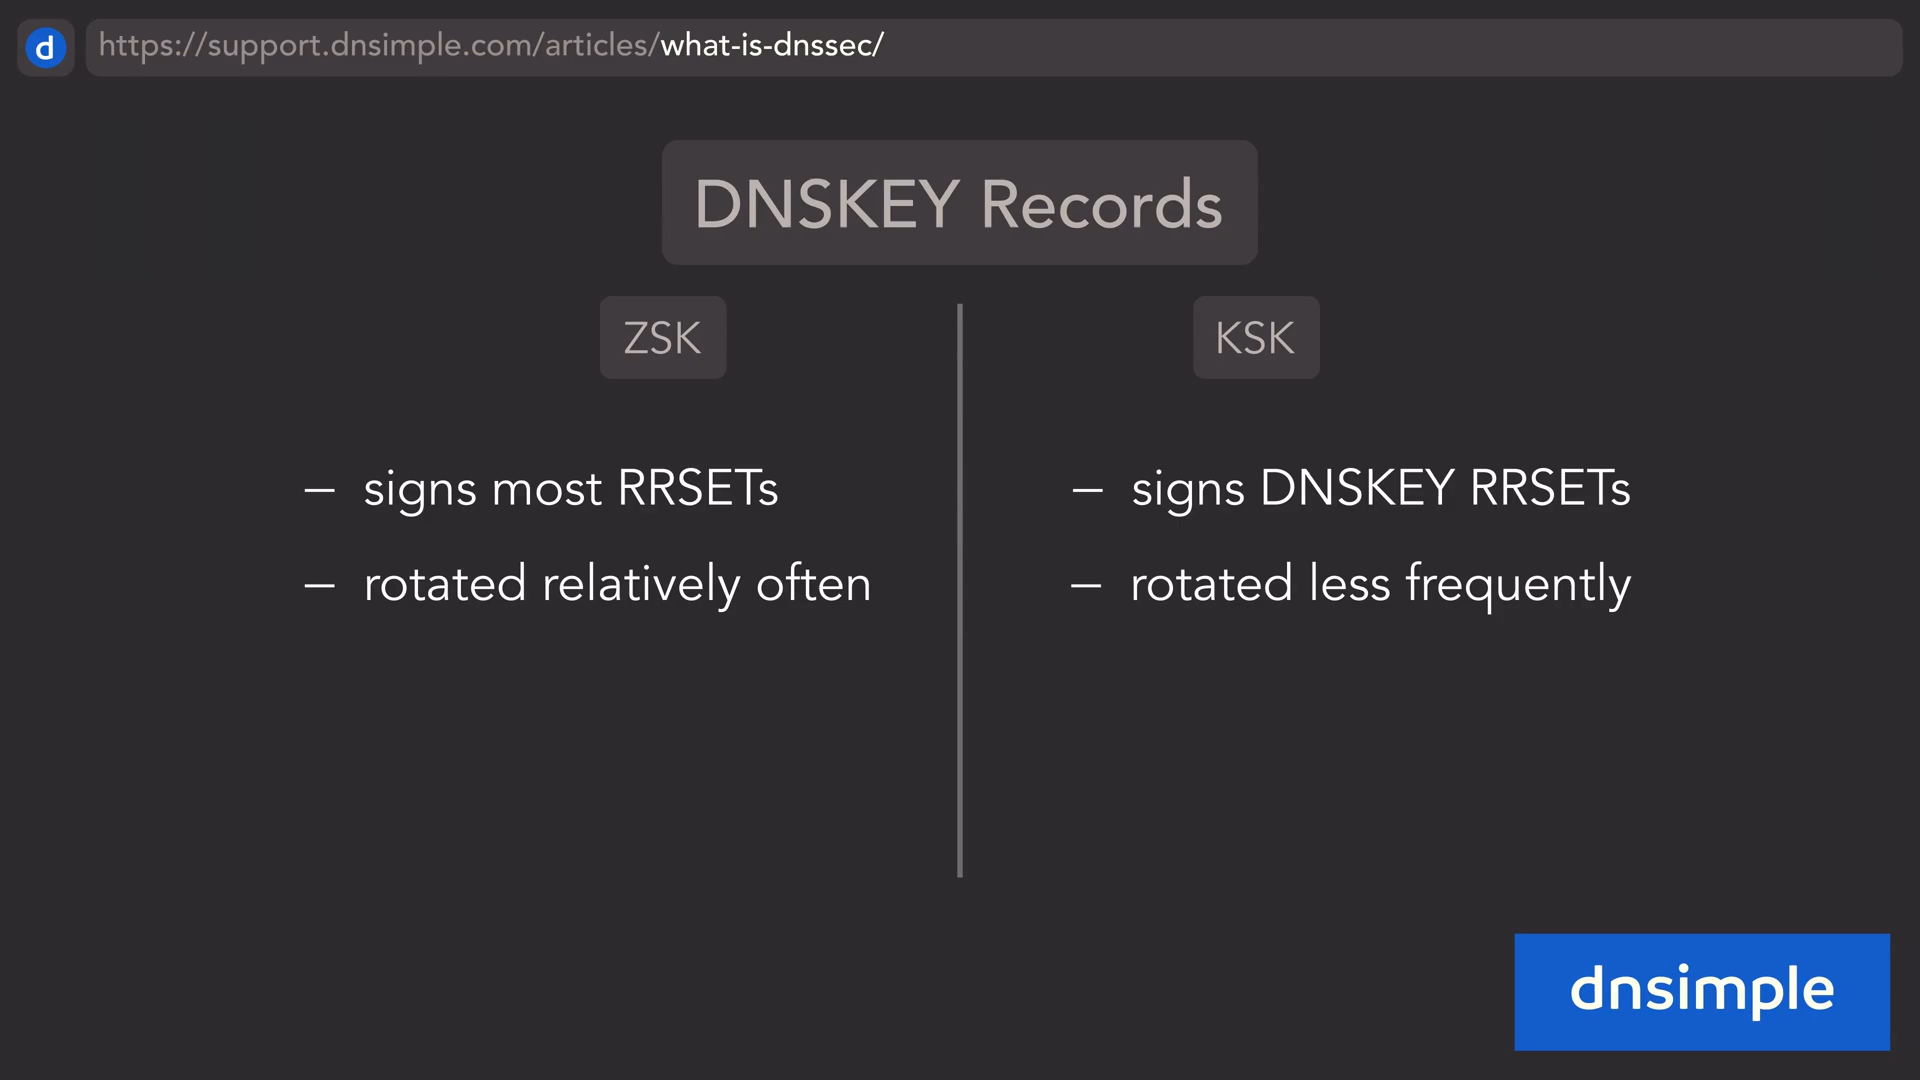 d
https://support.dnsimple.com/articles/what-is-dnssec/
DNSKEY Records
ZSK
— signs most RRSETs
— rotated relatively often
KSK
— signs DNSKEY RRSETs
— rotated less frequently
dnsimple